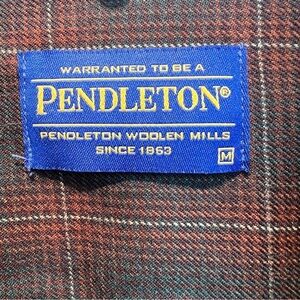 WARRANTED TO BE A
PENDLETON®
PENDLETON WOOLEN MILLS
SINCE 1863
M